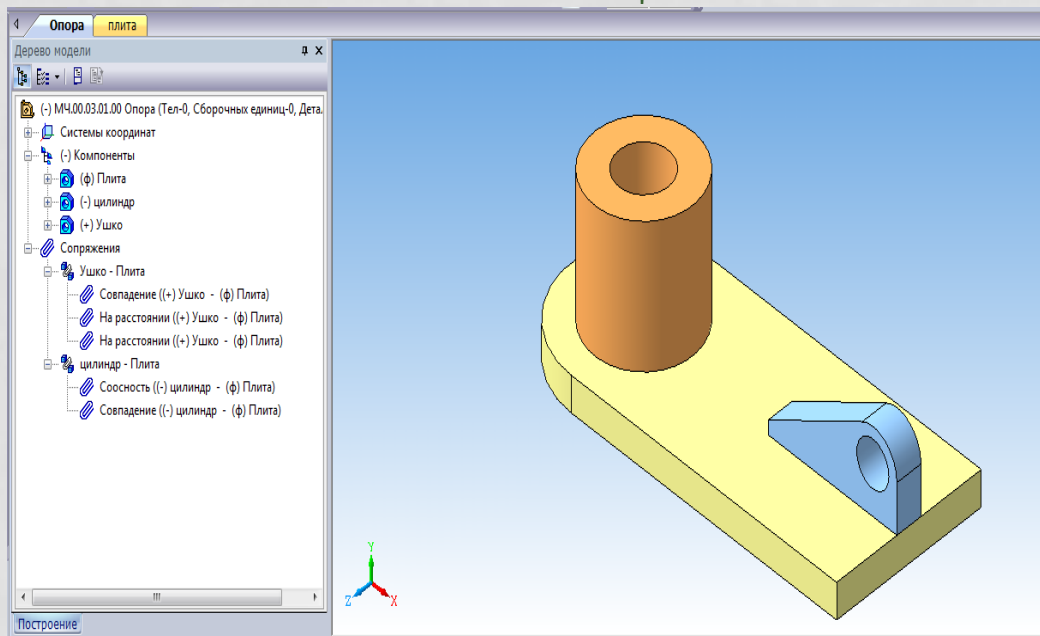 Опора
плита
Дерево модели
(-) МЧ.00.03.01.00 Опора (Тел-0, Сборочных единиц-0, Дета.
Системы координат
(-) Компоненты
(ф) Плита
(-) цилиндр
(+) Ушко
Сопряжения
Ушко - Плита
Совпадение ((+) Ушко - (ф) Плита)
На расстоянии ((+) Ушко - (ф) Плита)
На расстоянии ((+) Ушко - (ф) Плита)
цилиндр - Плита
Соосность ((-) цилиндр - (ф) Плита)
Совпадение ((-) цилиндр - (ф) Плита)
Y
Z
X
Построение